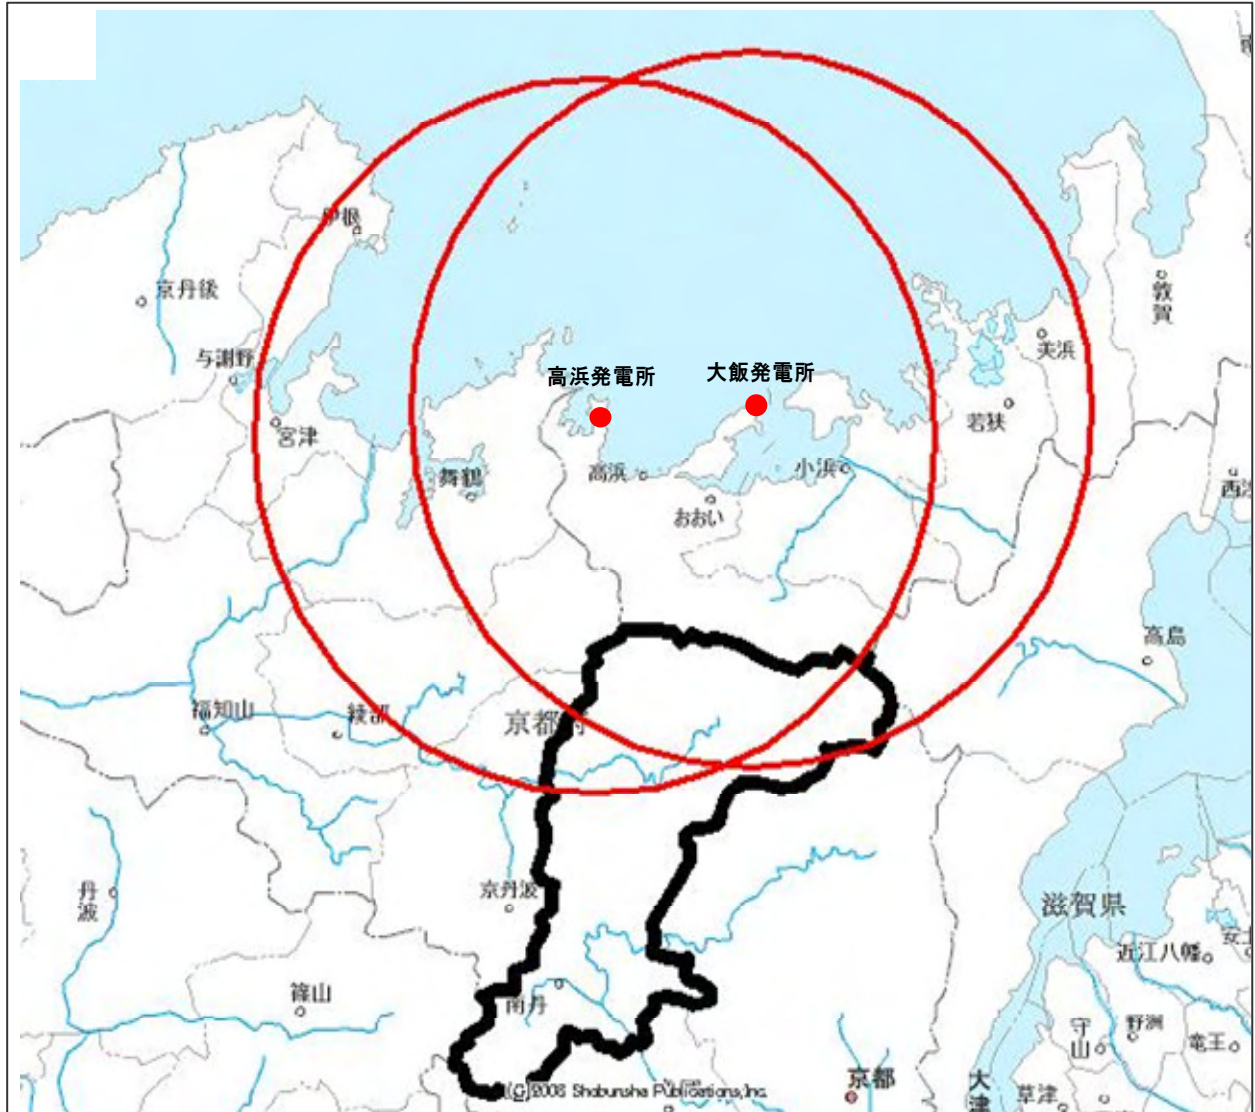 伊根
京丹後
敦賀
与謝野
美浜
高浜発電所
大飯発電所
若狭
宮津
舞鶴
高浜
小浜
おおい
高島
福知山
綾部
京都府
丹波
京丹波
滋賀県
近江八幡
篠山
南丹
守山
野洲
竜王
京都
大津
草津
(C)2008 Shobunsha Publications,Inc.